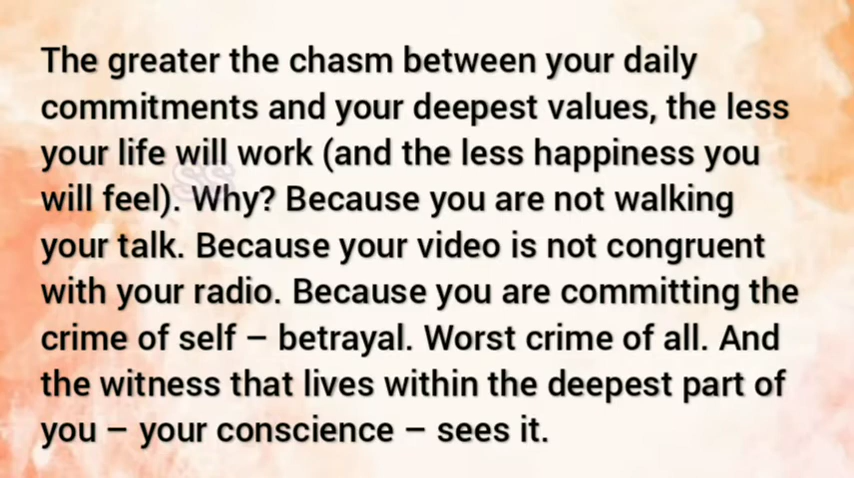 The greater the chasm between your daily
commitments and your deepest values, the less
your life will work (and the less happiness you
will feel). Why? Because you are not walking
your talk. Because your video is not congruent
with your radio. Because you are committing the
crime of self – betrayal. Worst crime of all. And
the witness that lives within the deepest part of
you – your conscience – sees it.